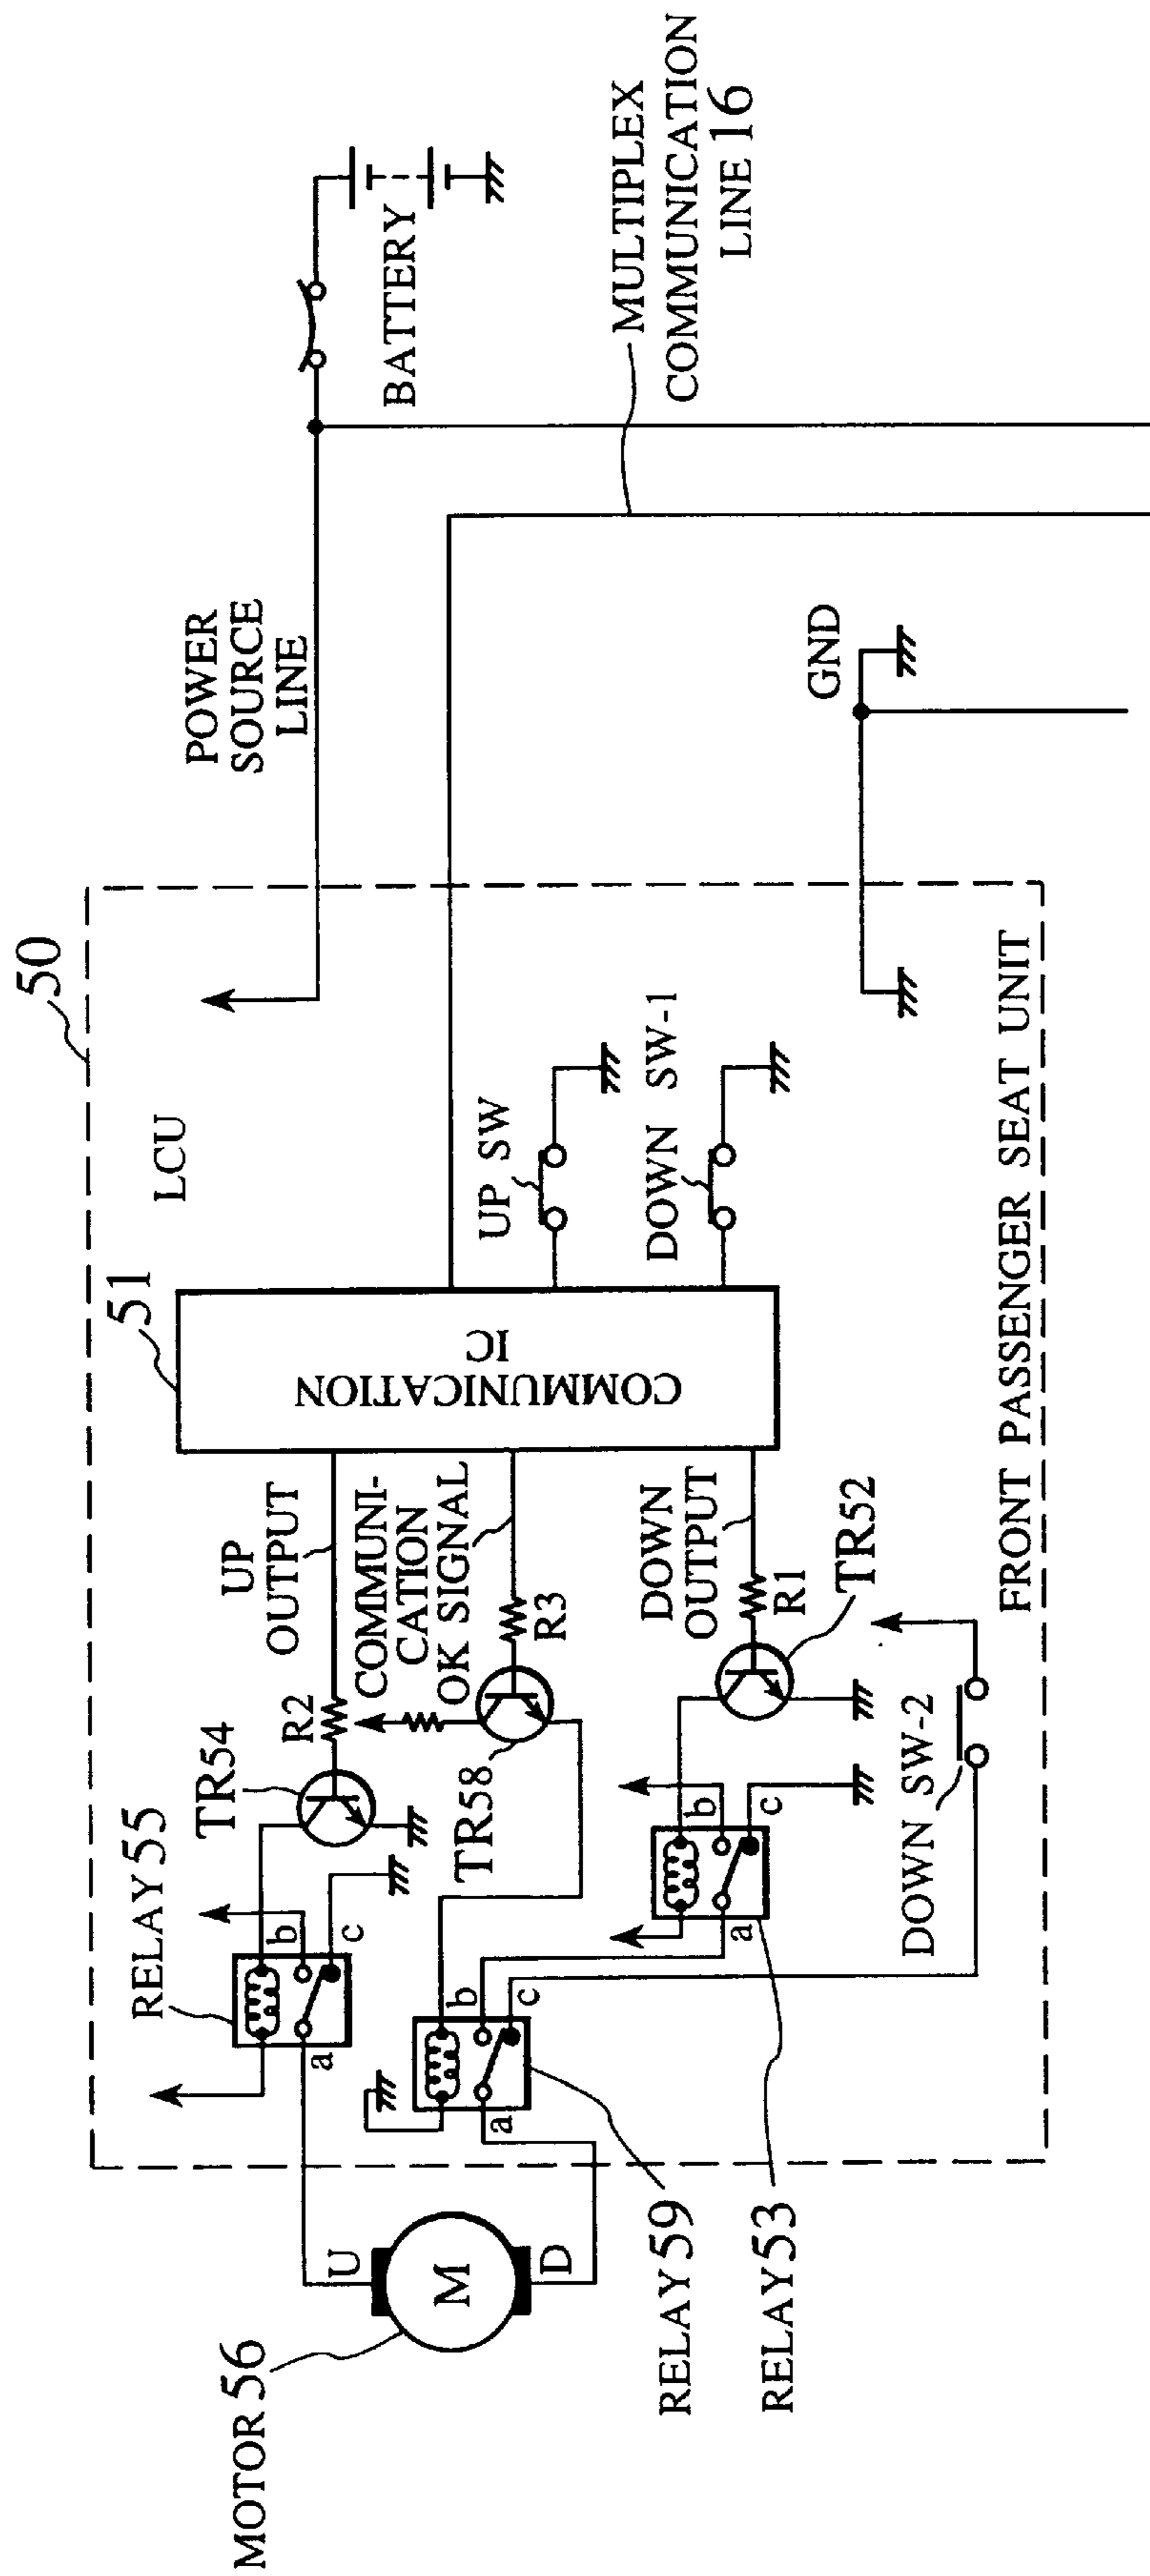 MOTOR 56
U
M
D
RELAY 59
RELAY 53
RELAY 55
a
b
c
a
b
c
a
b
c
TR54
TR58
TR52
R2
R3
R1
UP
OUTPUT
COMMUNI-
CATION
OK SIGNAL
DOWN
OUTPUT
DOWN SW-2
51
COMMUNICATION
IC
LCU
UP SW
DOWN SW-1
50
FRONT PASSENGER SEAT UNIT
POWER
SOURCE
LINE
GND
BATTERY
MULTIPLEX
COMMUNICATION
LINE 16